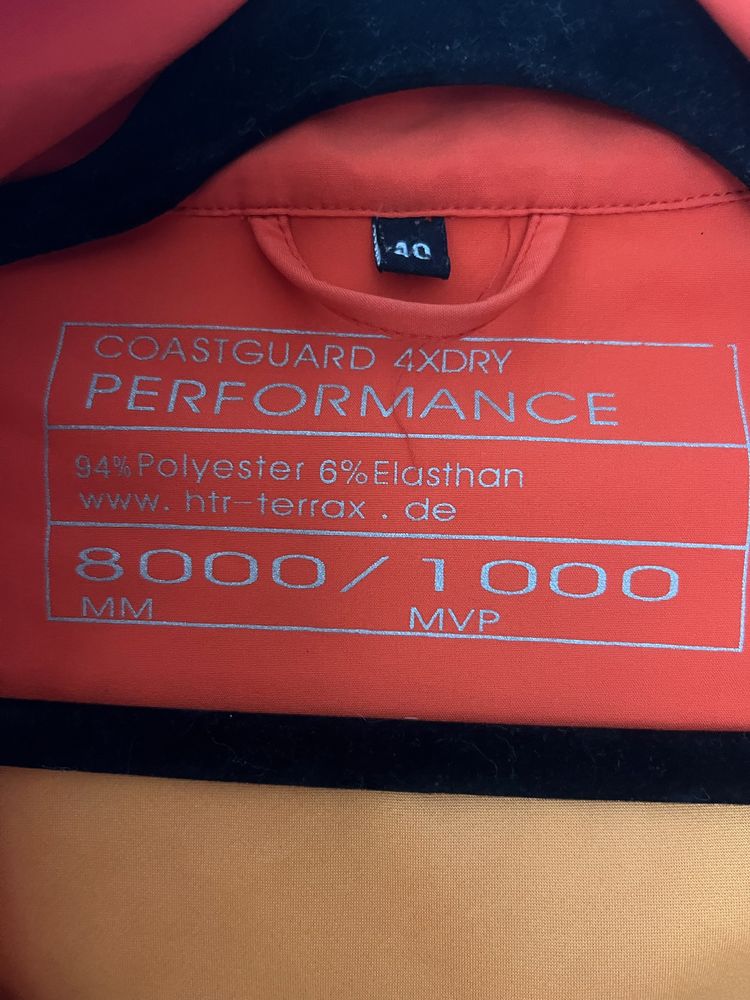 40
COASTGUARD 4XDRY
PERFORMANCE
94% Polyester 6% Elasthan
www. htr-terrax . de
8000 / 1000
MM MVP